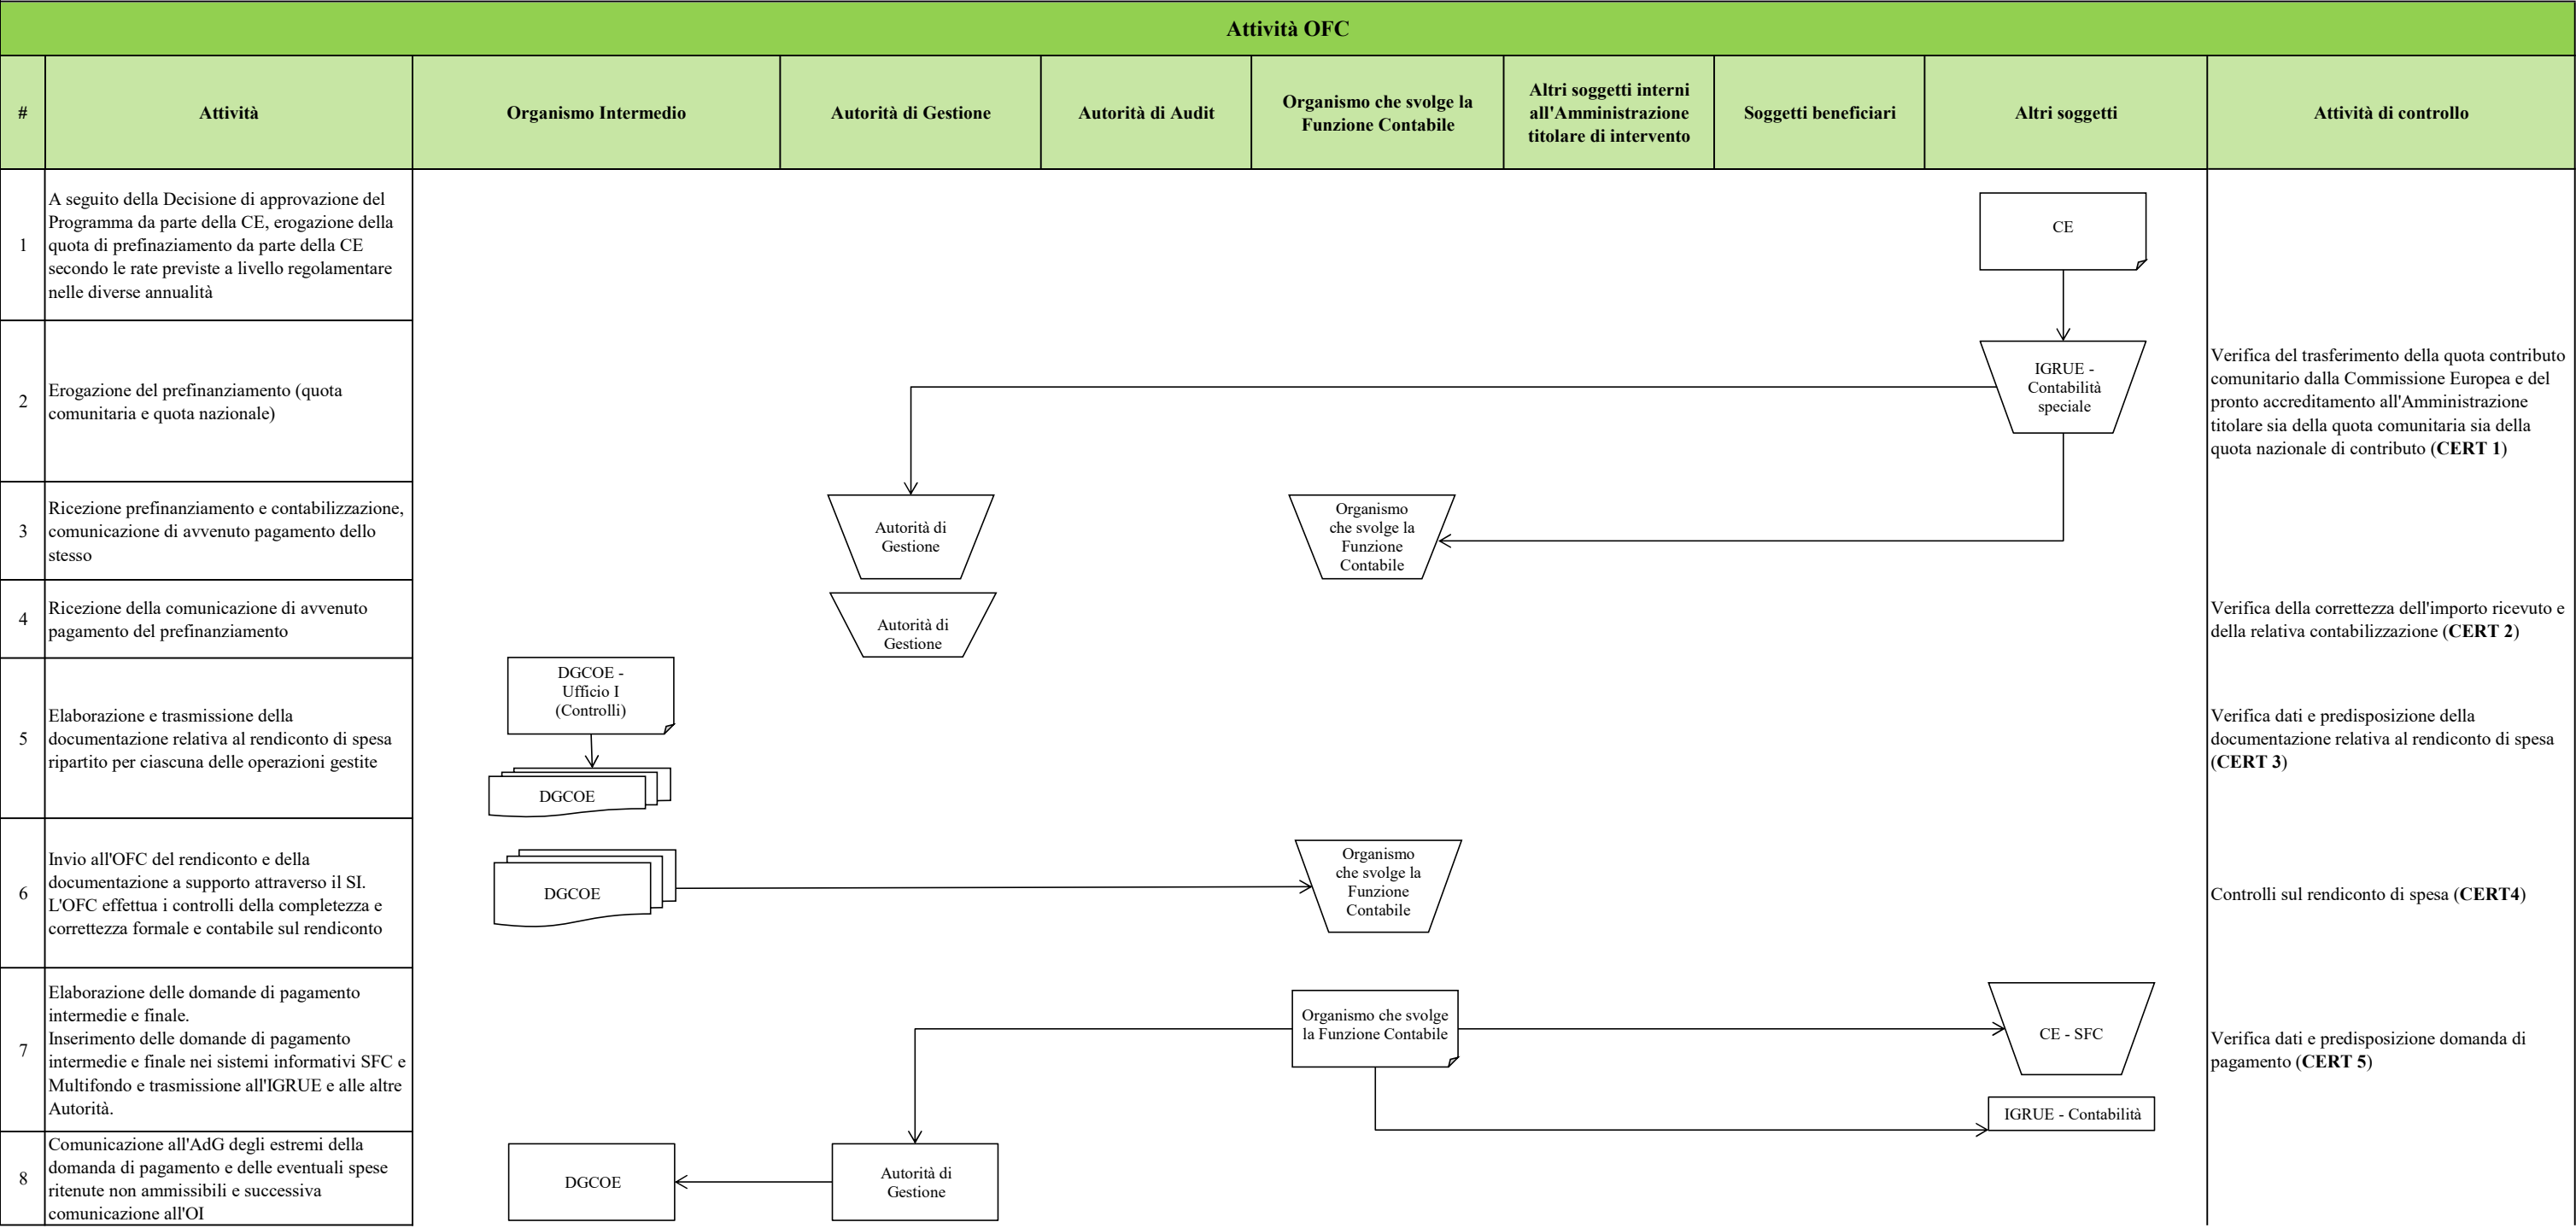 Attività OFC
#
Attività
Organismo Intermedio
Autorità di Gestione
Autorità di Audit
Organismo che svolge la
Funzione Contabile
Altri soggetti interni
all'Amministrazione
titolare di intervento
Soggetti beneficiari
Altri soggetti
Attività di controllo
1
A seguito della Decisione di approvazione del
Programma da parte della CE, erogazione della
quota di prefinaziamento da parte della CE
secondo le rate previste a livello regolamentare
nelle diverse annualità
CE
2
Erogazione del prefinanziamento (quota
comunitaria e quota nazionale)
IGRUE -
Contabilità
speciale
Verifica del trasferimento della quota contributo
comunitario dalla Commissione Europea e del
pronto accreditamento all'Amministrazione
titolare sia della quota comunitaria sia della
quota nazionale di contributo (CERT 1)
3
Ricezione prefinanziamento e contabilizzazione,
comunicazione di avvenuto pagamento dello
stesso
Autorità di
Gestione
Organismo
che svolge la
Funzione
Contabile
4
Ricezione della comunicazione di avvenuto
pagamento del prefinanziamento
Autorità di
Gestione
Verifica della correttezza dell'importo ricevuto e
della relativa contabilizzazione (CERT 2)
5
Elaborazione e trasmissione della
documentazione relativa al rendiconto di spesa
ripartito per ciascuna delle operazioni gestite
DGCOE -
Ufficio I
(Controlli)
DGCOE
Verifica dati e predisposizione della
documentazione relativa al rendiconto di spesa
(CERT 3)
6
Invio all'OFC del rendiconto e della
documentazione a supporto attraverso il SI.
L'OFC effettua i controlli della completezza e
correttezza formale e contabile sul rendiconto
DGCOE
Organismo
che svolge la
Funzione
Contabile
Controlli sul rendiconto di spesa (CERT4)
7
Elaborazione delle domande di pagamento
intermedie e finale.
Inserimento delle domande di pagamento
intermedie e finale nei sistemi informativi SFC e
Multifondo e trasmissione all'IGRUE e alle altre
Autorità.
Organismo che svolge
la Funzione Contabile
CE - SFC
IGRUE - Contabilità
Verifica dati e predisposizione domanda di
pagamento (CERT 5)
8
Comunicazione all'AdG degli estremi della
domanda di pagamento e delle eventuali spese
ritenute non ammissibili e successiva
comunicazione all'OI
DGCOE
Autorità di
Gestione